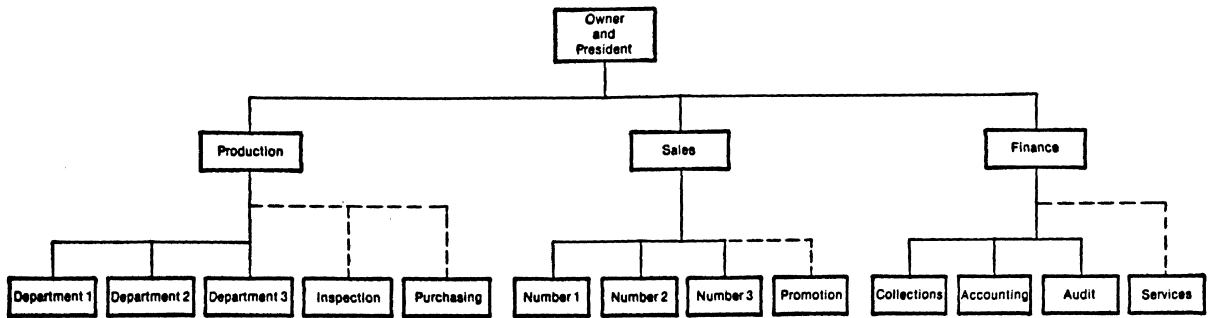 Owner
and
President
Production
Sales
Finance
Department 1
Department 2
Department 3
Inspection
Purchasing
Number 1
Number 2
Number 3
Promotion
Collections
Accounting
Audit
Services